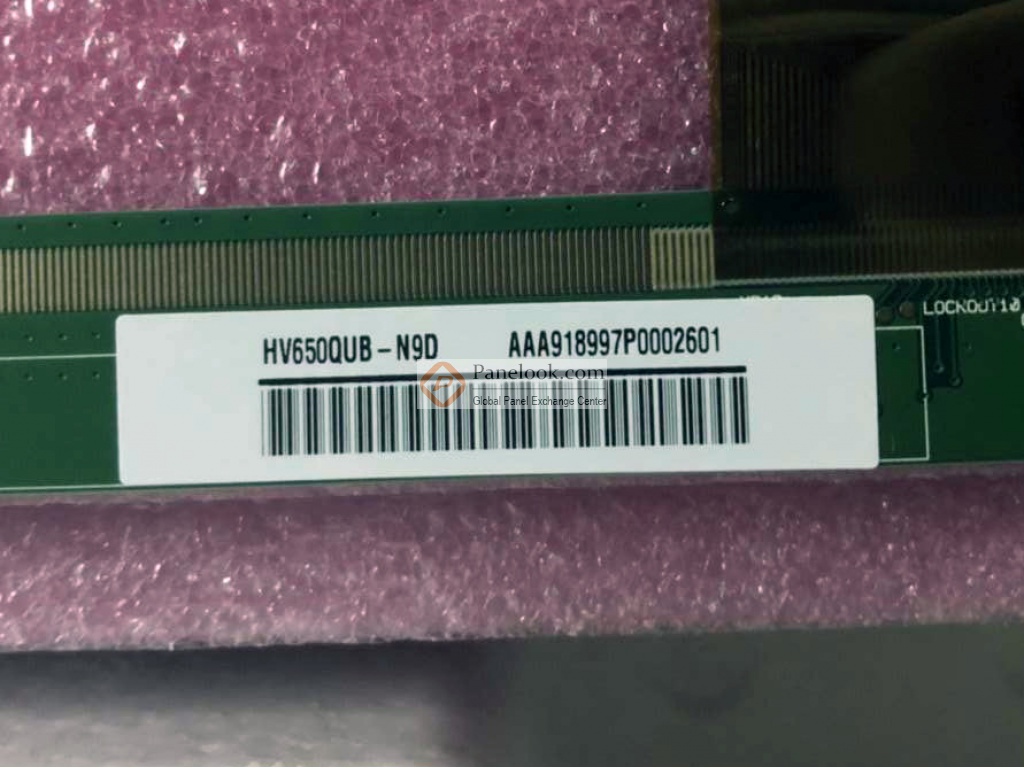 LOCKOUT10
HV650QUB-N9D AAA918997P0002601
Panelook.com
Global Panel Exchange Center